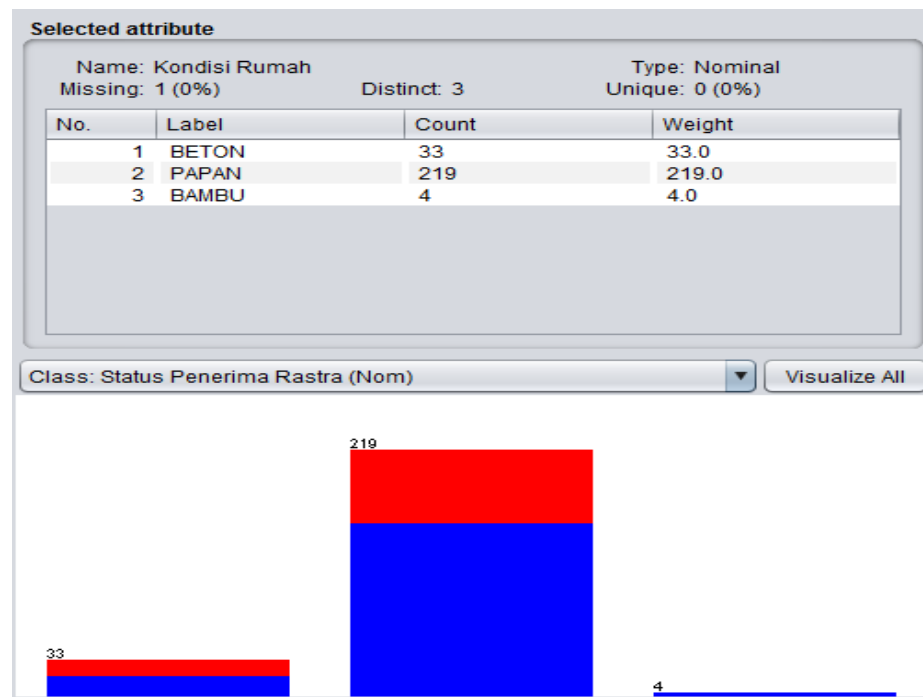 Selected attribute
Name: Kondisi Rumah Type: Nominal
Missing: 1 (0%) Distinct: 3 Unique: 0 (0%)
No. Label Count Weight
1 BETON 33 33.0
2 PAPAN 219 219.0
3 BAMBU 4 4.0
Class: Status Penerima Rastra (Nom) Visualize All
219
33
4